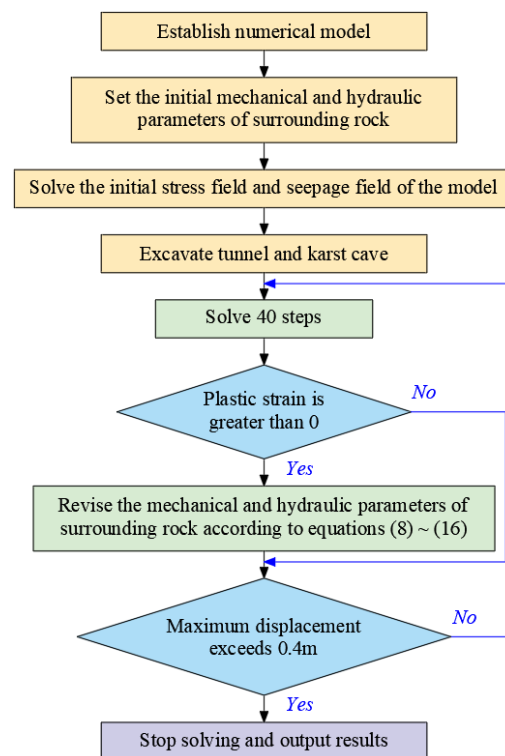 Establish numerical model
Set the initial mechanical and hydraulic
parameters of surrounding rock
Solve the initial stress field and seepage field of the model
Excavate tunnel and karst cave
Solve 40 steps
Plastic strain is
greater than 0
No
Yes
Revise the mechanical and hydraulic parameters of
surrounding rock according to equations (8) ~ (16)
Maximum displacement
exceeds 0.4m
No
Yes
Stop solving and output results